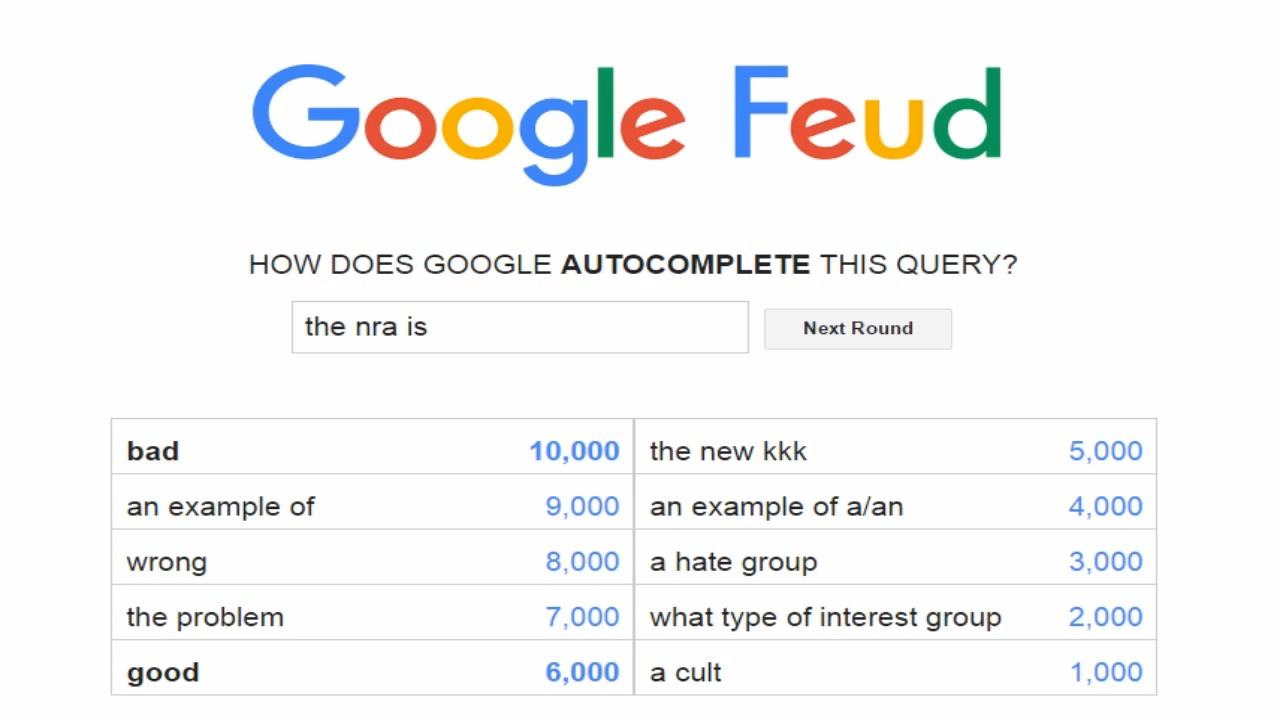 Google Feud
HOW DOES GOOGLE AUTOCOMPLETE THIS QUERY?
the nra is
Next Round
bad 10,000
an example of 9,000
wrong 8,000
the problem 7,000
good 6,000
the new kkk 5,000
an example of a/an 4,000
a hate group 3,000
what type of interest group 2,000
a cult 1,000